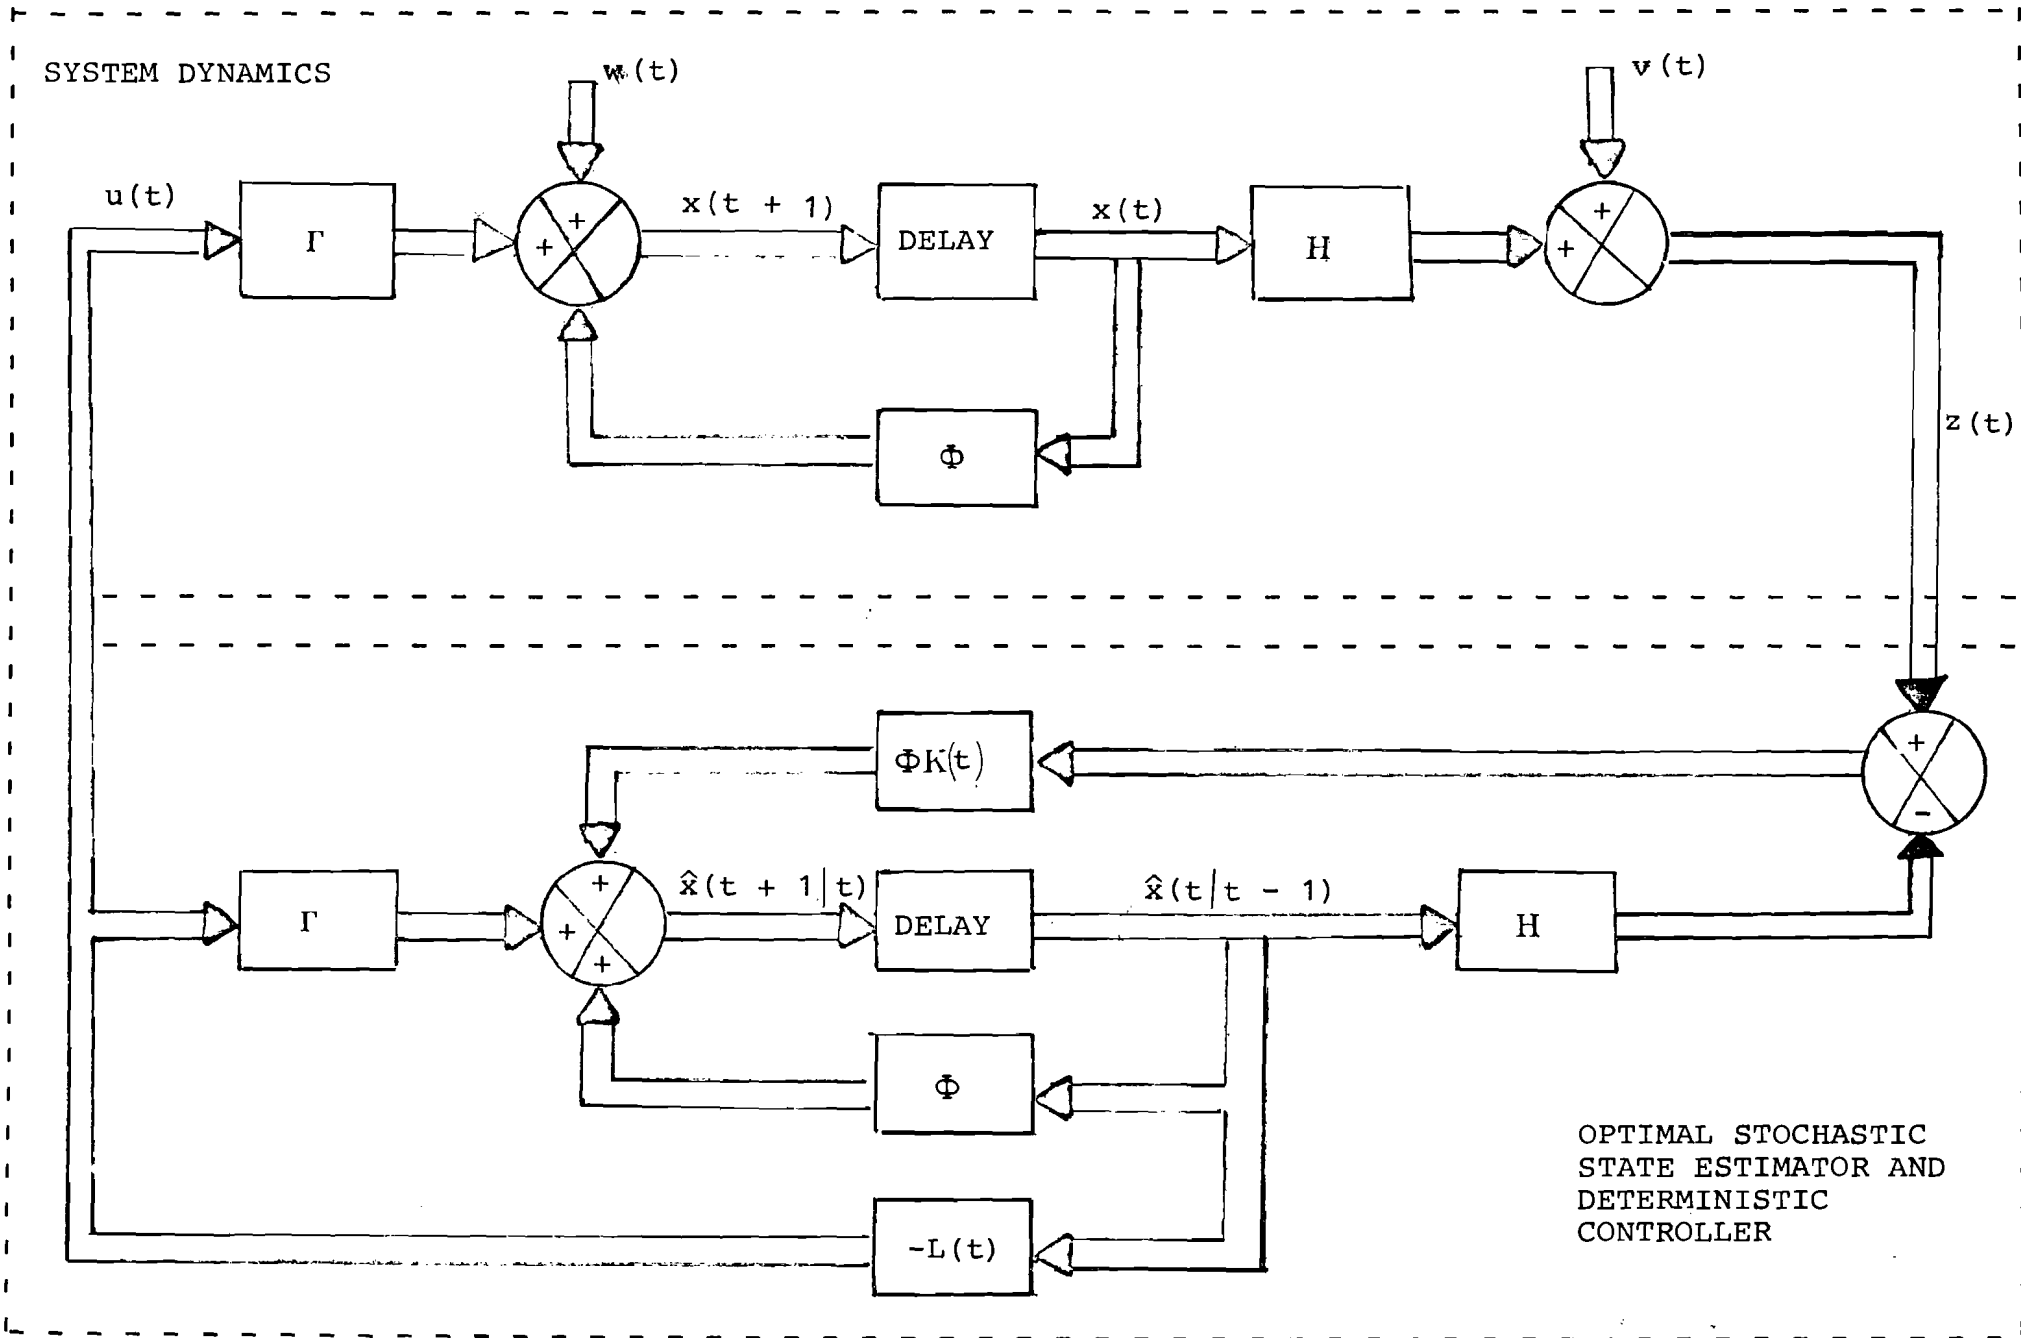 SYSTEM DYNAMICS
w(t)
v(t)
u(t)
Γ
+
+
x(t + 1)
DELAY
x(t)
H
+
+
Φ
z(t)
ΦK(t)
+
-
Γ
+
+
+
x̂(t + 1|t)
DELAY
x̂(t|t - 1)
H
Φ
-L(t)
OPTIMAL STOCHASTIC
STATE ESTIMATOR AND
DETERMINISTIC
CONTROLLER